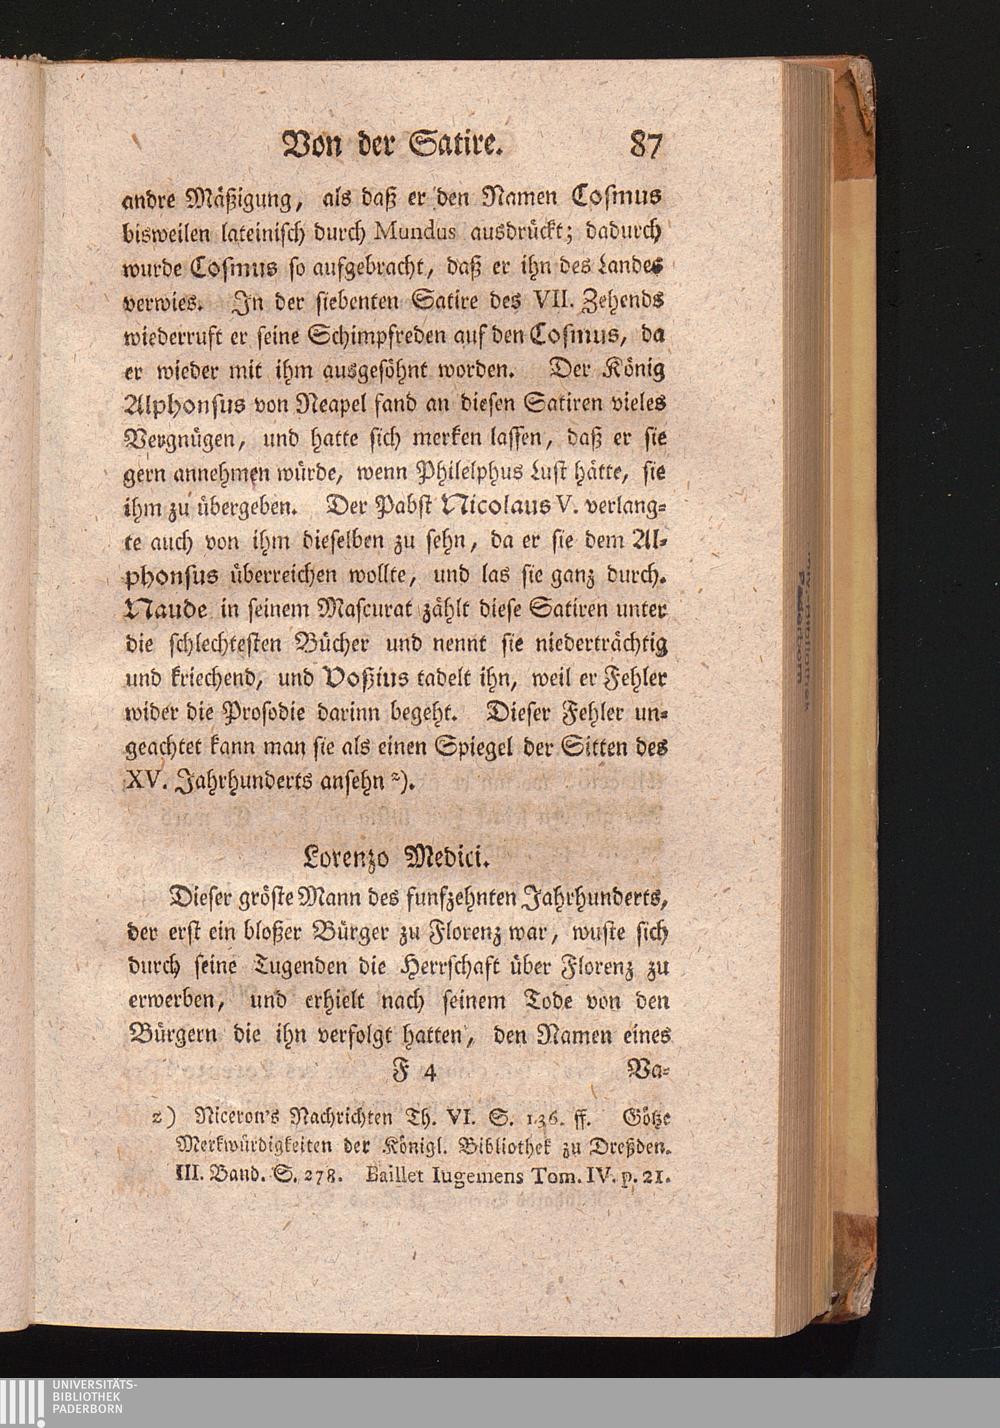 Von der Satire. 87
andre Mäßigung, als daß er den Namen Cosmus
bisweilen lateinisch durch Mundus ausdrückt; dadurch
wurde Cosmus so aufgebracht, daß er ihn des Landes
verwies. In der siebenten Satire des VII. Zehends
wiederruft er seine Schimpfreden auf den Cosmus, da
er wieder mit ihm ausgesöhnt worden. Der König
Alphonsus von Neapel fand an diesen Satiren vieles
Vergnügen, und hatte sich merken lassen, daß er sie
gern annehmen würde, wenn Philelphus Lust hätte, sie
ihm zu übergeben. Der Pabst Nicolaus V. verlang-
te auch von ihm dieselben zu sehn, da er sie dem Al-
phonsus überreichen wollte, und las sie ganz durch.
Naude in seinem Mascurat zählt diese Satiren unter
die schlechtesten Bücher und nennt sie niederträchtig
und kriechend, und Voßius tadelt ihn, weil er Fehler
wider die Prosodie darinn begeht. Dieser Fehler un-
geachtet kann man sie als einen Spiegel der Sitten des
XV. Jahrhunderts ansehn z).
Lorenzo Medici.
Dieser gröste Mann des funfzehnten Jahrhunderts,
der erst ein bloßer Bürger zu Florenz war, wuste sich
durch seine Tugenden die Herrschaft über Florenz zu
erwerben, und erhielt nach seinem Tode von den
Bürgern die ihn verfolgt hatten, den Namen eines
F 4 Va-
z) Niceron's Nachrichten Th. VI. S. 136. ff. Götze
Merkwürdigkeiten der Königl. Bibliothek zu Dreßden.
III. Band. S. 278. Baillet Iugemens Tom. IV. p. 21.
UNIVERSITÄTS-
BIBLIOTHEK
PADERBORN